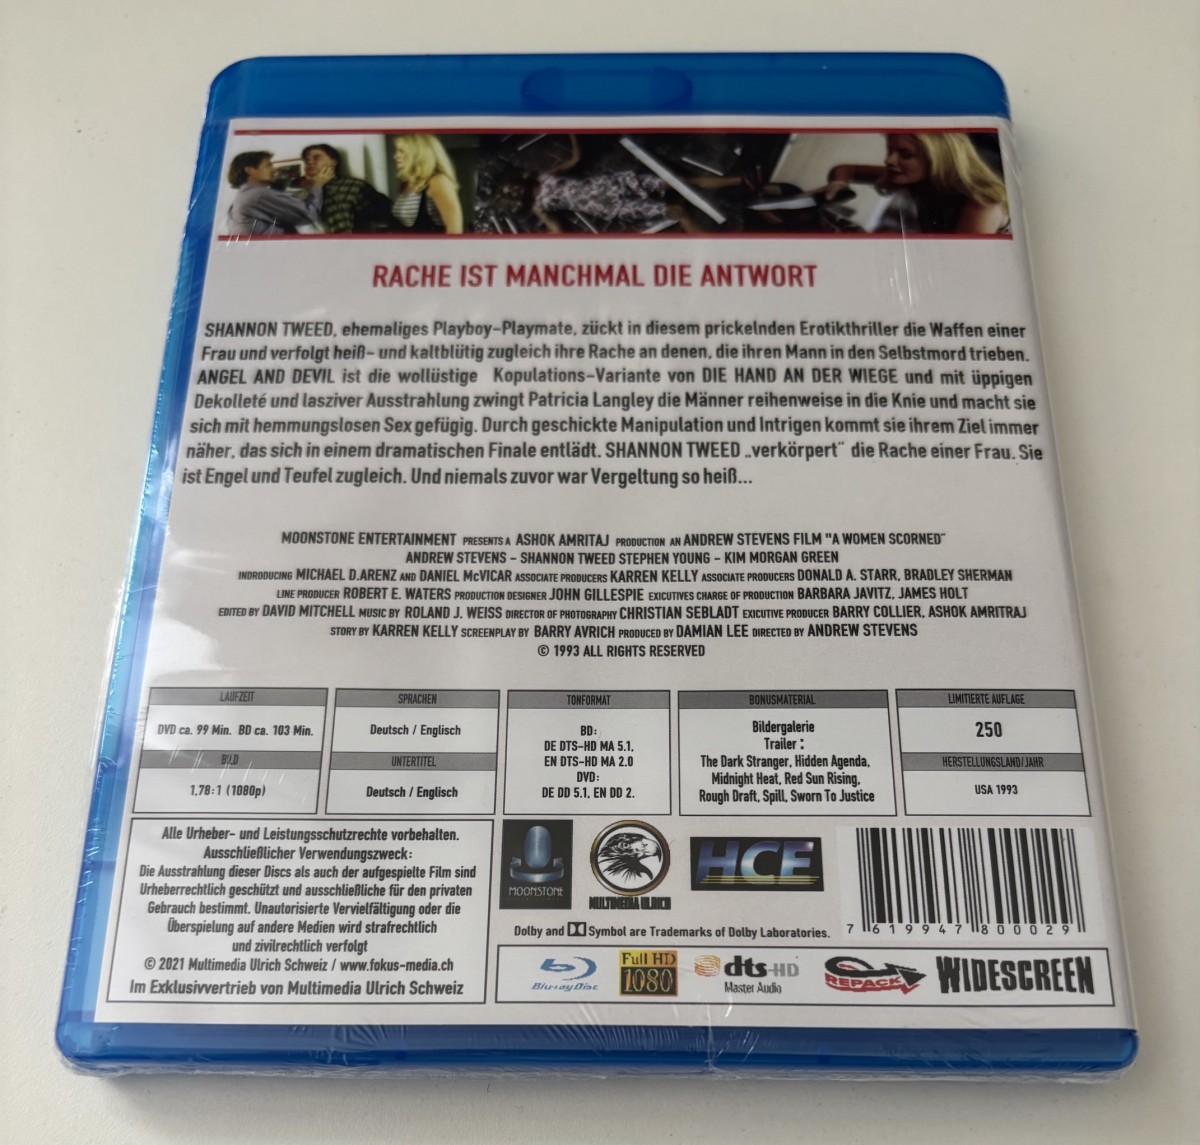 RACHE IST MANCHMAL DIE ANTWORT
SHANNON TWEED, ehemaliges Playboy-Playmate, zückt in diesem prickelnden Erotikthriller die Waffen einer
Frau und verfolgt heiß- und kaltblütig zugleich ihre Rache an denen, die ihren Mann in den Selbstmord trieben.
ANGEL AND DEVIL ist die wollüstige Kopulations-Variante von DIE HAND AN DER WIEGE und mit üppigen
Dekolleté und lasziver Ausstrahlung zwingt Patricia Langley die Männer reihenweise in die Knie und macht sie
sich mit hemmungslosen Sex gefügig. Durch geschickte Manipulation und Intrigen kommt sie ihrem Ziel immer
näher, das sich in einem dramatischen Finale entlädt. SHANNON TWEED „verkörpert" die Rache einer Frau. Sie
ist Engel und Teufel zugleich. Und niemals zuvor war Vergeltung so heiß...
MOONSTONE ENTERTAINMENT PRESENTS A ASHOK AMRITAJ PRODUCTION AN ANDREW STEVENS FILM "A WOMEN SCORNED"
ANDREW STEVENS - SHANNON TWEED STEPHEN YOUNG - KIM MORGAN GREEN
INDRODUCING MICHAEL D.ARENZ AND DANIEL McVICAR ASSOCIATE PRODUCERS KARREN KELLY ASSOCIATE PRODUCERS DONALD A. STARR, BRADLEY SHERMAN
LINE PRODUCER ROBERT E. WATERS PRODUCTION DESIGNER JOHN GILLESPIE EXICUTIVES CHARGE OF PRODUCTION BARBARA JAVITZ, JAMES HOLT
EDITED BY DAVID MITCHELL MUSIC BY ROLAND J. WEISS DIRECTOR OF PHOTOGRAPHY CHRISTIAN SEBLADT EXICUTIVE PRODUCER BARRY COLLIER, ASHOK AMRITRAJ
STORY BY KARREN KELLY SCREENPLAY BY BARRY AVRICH PRODUCED BY DAMIAN LEE DIRECTED BY ANDREW STEVENS
© 1993 ALL RIGHTS RESERVED
LAUFZEIT
DVD ca. 99 Min. BD ca. 103 Min.
BILD
1,78:1 (1080p)
SPRACHEN
Deutsch / Englisch
UNTERTITEL
Deutsch / Englisch
TONFORMAT
BD:
DE DTS-HD MA 5.1,
EN DTS-HD MA 2.0
DVD:
DE DD 5.1, EN DD 2.
BONUSMATERIAL
Bildergalerie
Trailer :
The Dark Stranger, Hidden Agenda,
Midnight Heat, Red Sun Rising,
Rough Draft, Spill, Sworn To Justice
LIMITIERTE AUFLAGE
250
HERSTELLUNGSLAND/JAHR
USA 1993
Alle Urheber- und Leistungsschutzrechte vorbehalten.
Ausschließlicher Verwendungszweck:
Die Ausstrahlung dieser Discs als auch der aufgespielte Film sind
Urheberrechtlich geschützt und ausschließliche für den privaten
Gebrauch bestimmt. Unautorisierte Vervielfältigung oder die
Überspielung auf andere Medien wird strafrechtlich
und zivilrechtlich verfolgt
© 2021 Multimedia Ulrich Schweiz / www.fokus-media.ch
Im Exklusivvertrieb von Multimedia Ulrich Schweiz
MOONSTONE
MULTIMEDIA ULRICH
HCE
Dolby and Symbol are Trademarks of Dolby Laboratories.
7 619947 800029
Blu-ray Disc
Full HD
1080
dts-HD
Master Audio
REPACK
WIDESCREEN